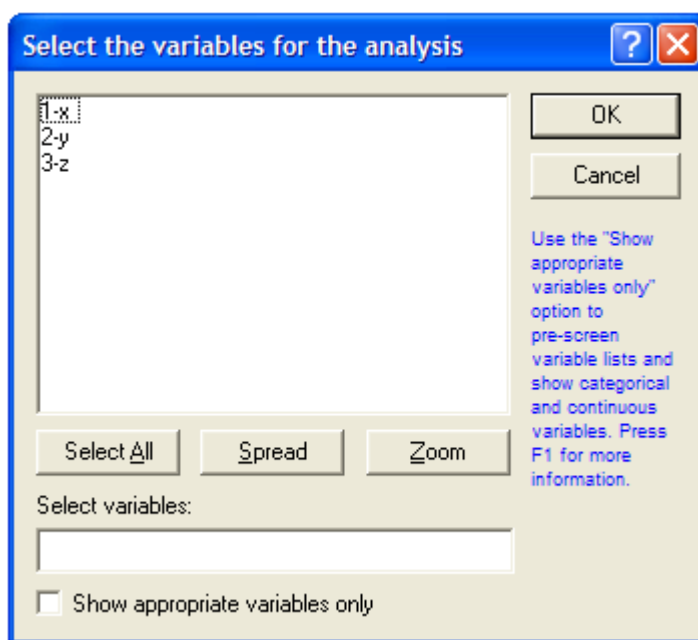 Select the variables for the analysis
?
1-x
2-y
3-z
OK
Cancel
Use the "Show
appropriate
variables only"
option to
pre-screen
variable lists and
show categorical
and continuous
variables. Press
F1 for more
information.
Select All
Spread
Zoom
Select variables:
Show appropriate variables only